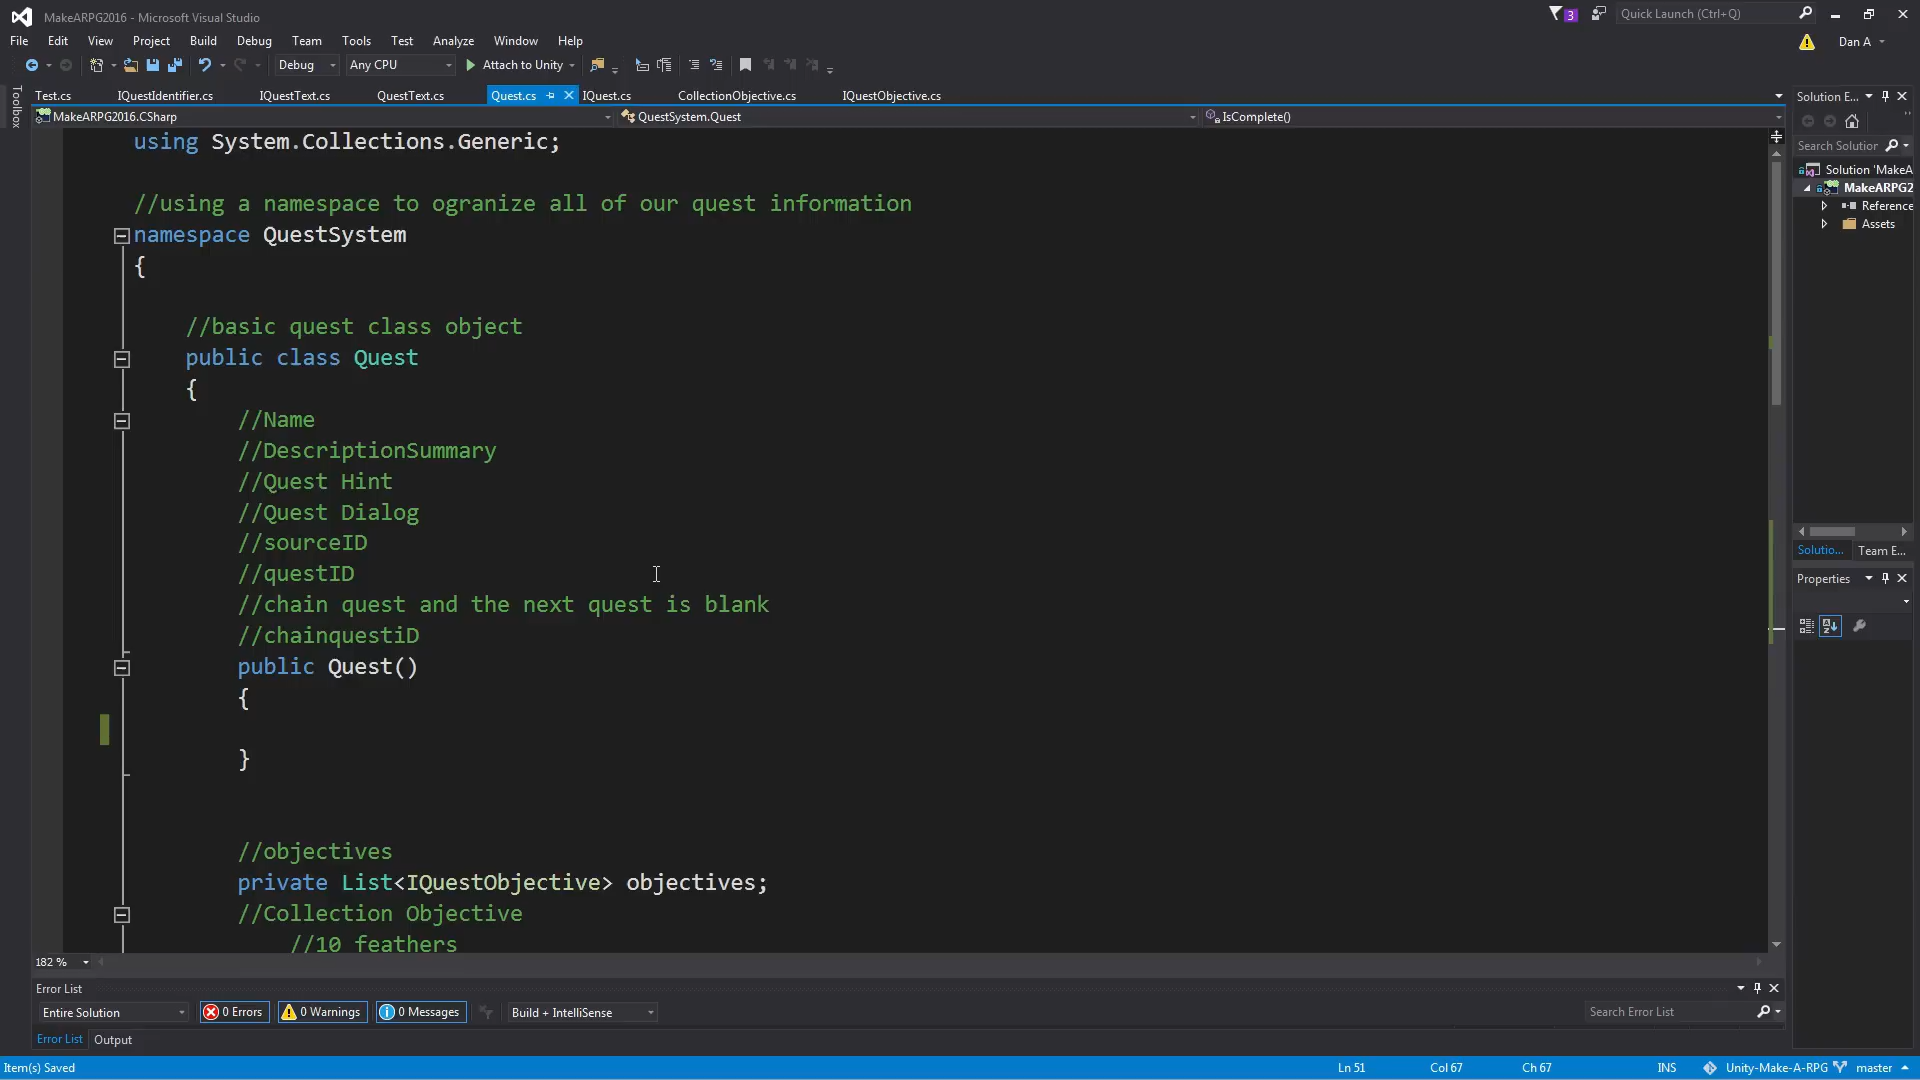 MakeARPG2016 - Microsoft Visual Studio
3
Quick Launch (Ctrl+Q)
File Edit View Project Build Debug Team Tools Test Analyze Window Help
Dan A
Debug Any CPU Attach to Unity
Toolbox
Test.cs IQuestIdentifier.cs IQuestText.cs QuestText.cs Quest.cs IQuest.cs CollectionObjective.cs IQuestObjective.cs
MakeARPG2016.CSharp QuestSystem.Quest IsComplete()
using System.Collections.Generic;
//using a namespace to ogranize all of our quest information
namespace QuestSystem
{
//basic quest class object
public class Quest
{
//Name
//DescriptionSummary
//Quest Hint
//Quest Dialog
//sourceID
//questID
//chain quest and the next quest is blank
//chainquestiD
public Quest()
{
}
//objectives
private List<IQuestObjective> objectives;
//Collection Objective
//10 feathers
182 %
Solution E...
Search Solution
Solution 'MakeA
MakeARPG2
Reference
Assets
Solutio... Team E...
Properties
Error List
Entire Solution 0 Errors 0 Warnings 0 Messages Build + IntelliSense Search Error List
Error List Output
Item(s) Saved Ln 51 Col 67 Ch 67 INS Unity-Make-A-RPG master